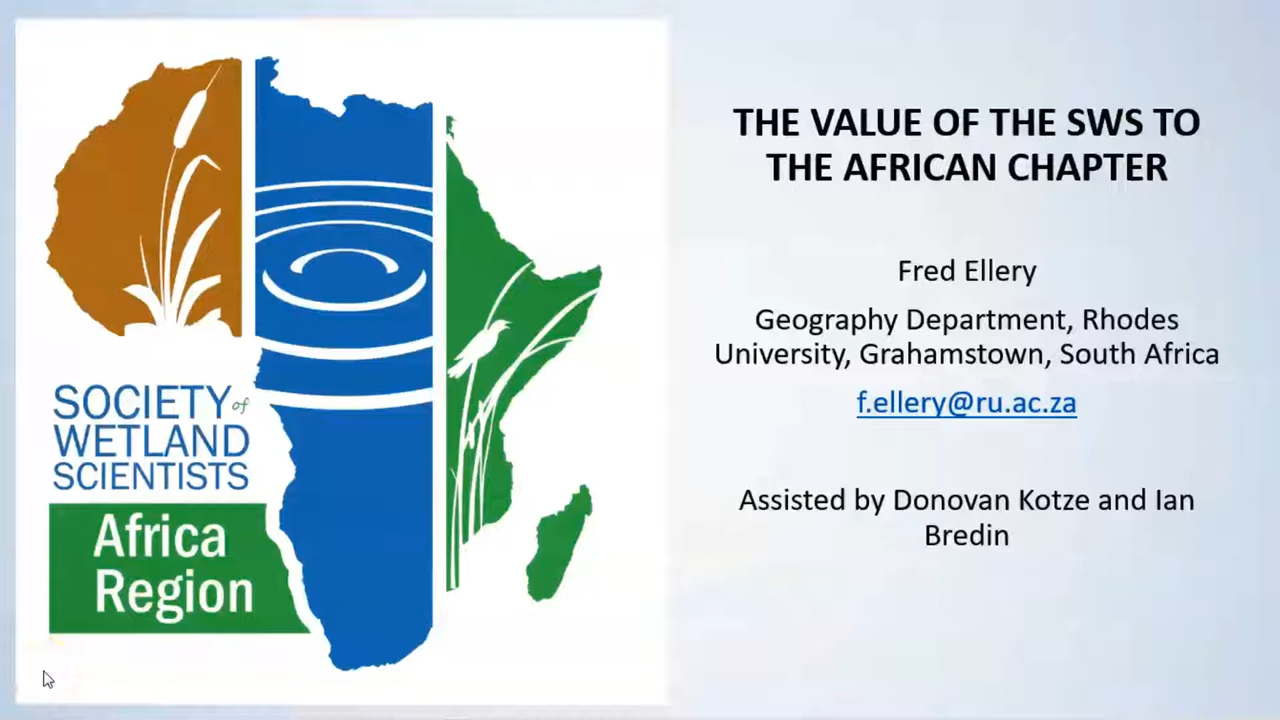 SOCIETY of
WETLAND
SCIENTISTS
Africa
Region
THE VALUE OF THE SWS TO
THE AFRICAN CHAPTER
Fred Ellery
Geography Department, Rhodes
University, Grahamstown, South Africa
f.ellery@ru.ac.za
Assisted by Donovan Kotze and Ian
Bredin